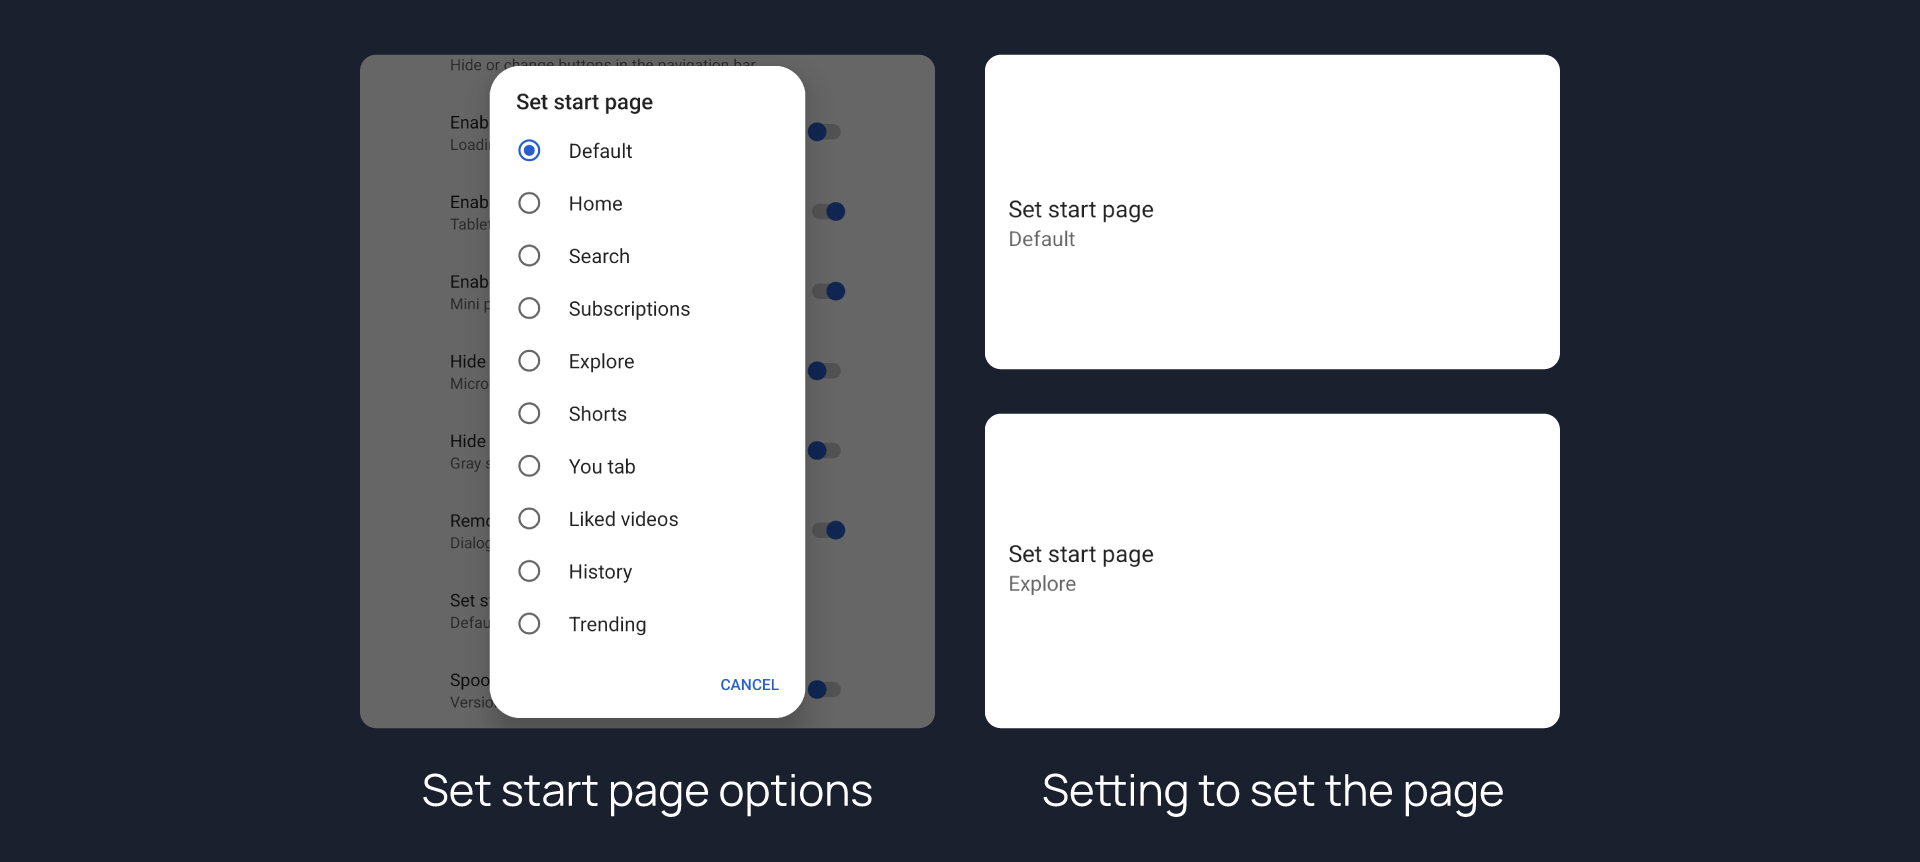 Hide or change buttons in the navigation bar
Set start page
Default
Home
Search
Subscriptions
Explore
Shorts
You tab
Liked videos
History
Trending
CANCEL
Enab
Loadi
Enab
Tablet
Enab
Mini p
Hide
Micro
Hide
Gray s
Remo
Dialog
Set s
Defau
Spoo
Versio
Set start page
Default
Set start page
Explore
Set start page options
Setting to set the page